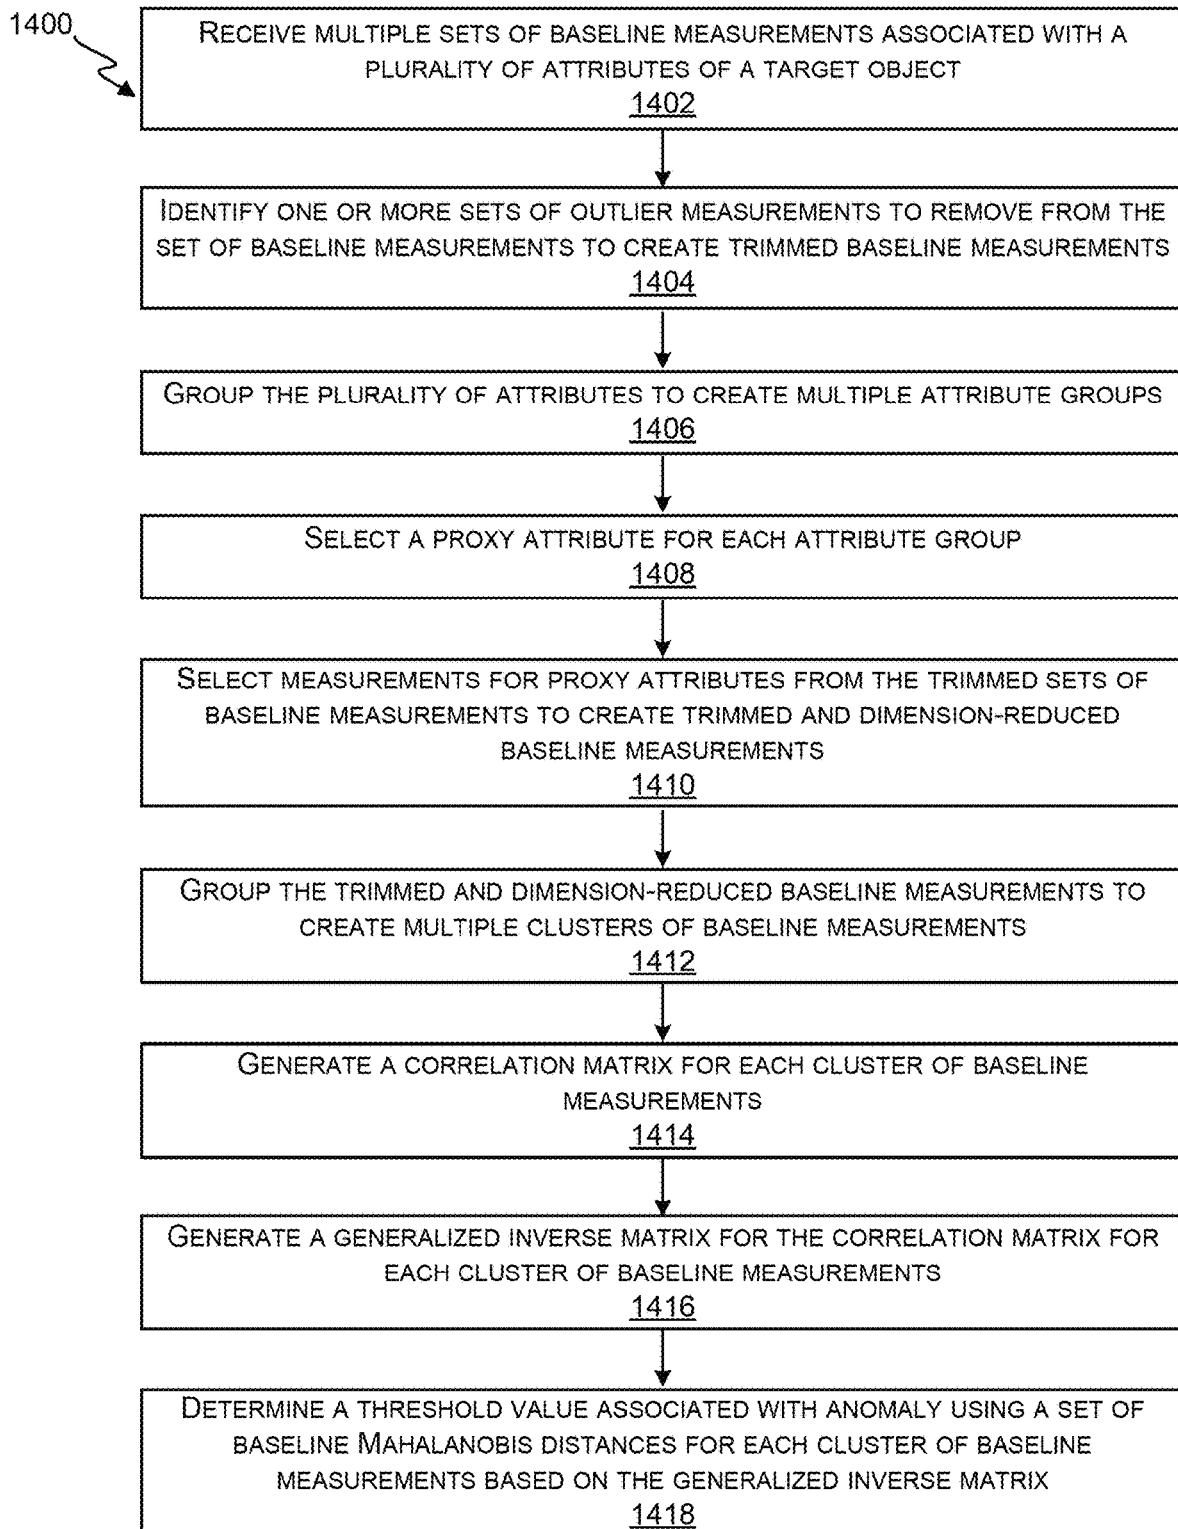 1400
RECEIVE MULTIPLE SETS OF BASELINE MEASUREMENTS ASSOCIATED WITH A
PLURALITY OF ATTRIBUTES OF A TARGET OBJECT
1402
IDENTIFY ONE OR MORE SETS OF OUTLIER MEASUREMENTS TO REMOVE FROM THE
SET OF BASELINE MEASUREMENTS TO CREATE TRIMMED BASELINE MEASUREMENTS
1404
GROUP THE PLURALITY OF ATTRIBUTES TO CREATE MULTIPLE ATTRIBUTE GROUPS
1406
SELECT A PROXY ATTRIBUTE FOR EACH ATTRIBUTE GROUP
1408
SELECT MEASUREMENTS FOR PROXY ATTRIBUTES FROM THE TRIMMED SETS OF
BASELINE MEASUREMENTS TO CREATE TRIMMED AND DIMENSION-REDUCED
BASELINE MEASUREMENTS
1410
GROUP THE TRIMMED AND DIMENSION-REDUCED BASELINE MEASUREMENTS TO
CREATE MULTIPLE CLUSTERS OF BASELINE MEASUREMENTS
1412
GENERATE A CORRELATION MATRIX FOR EACH CLUSTER OF BASELINE
MEASUREMENTS
1414
GENERATE A GENERALIZED INVERSE MATRIX FOR THE CORRELATION MATRIX FOR
EACH CLUSTER OF BASELINE MEASUREMENTS
1416
DETERMINE A THRESHOLD VALUE ASSOCIATED WITH ANOMALY USING A SET OF
BASELINE MAHALANOBIS DISTANCES FOR EACH CLUSTER OF BASELINE
MEASUREMENTS BASED ON THE GENERALIZED INVERSE MATRIX
1418